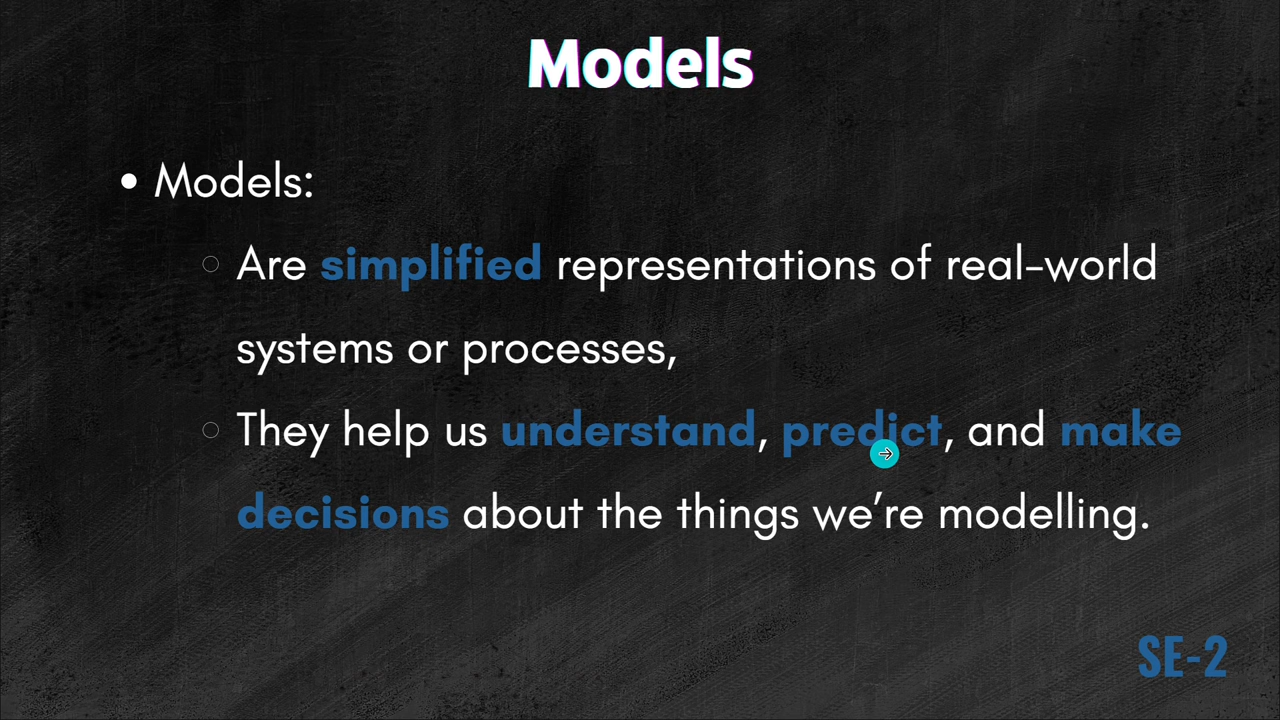 Models
• Models:
○ Are simplified representations of real-world
systems or processes,
○ They help us understand, predict, and make
decisions about the things we’re modelling.
SE-2